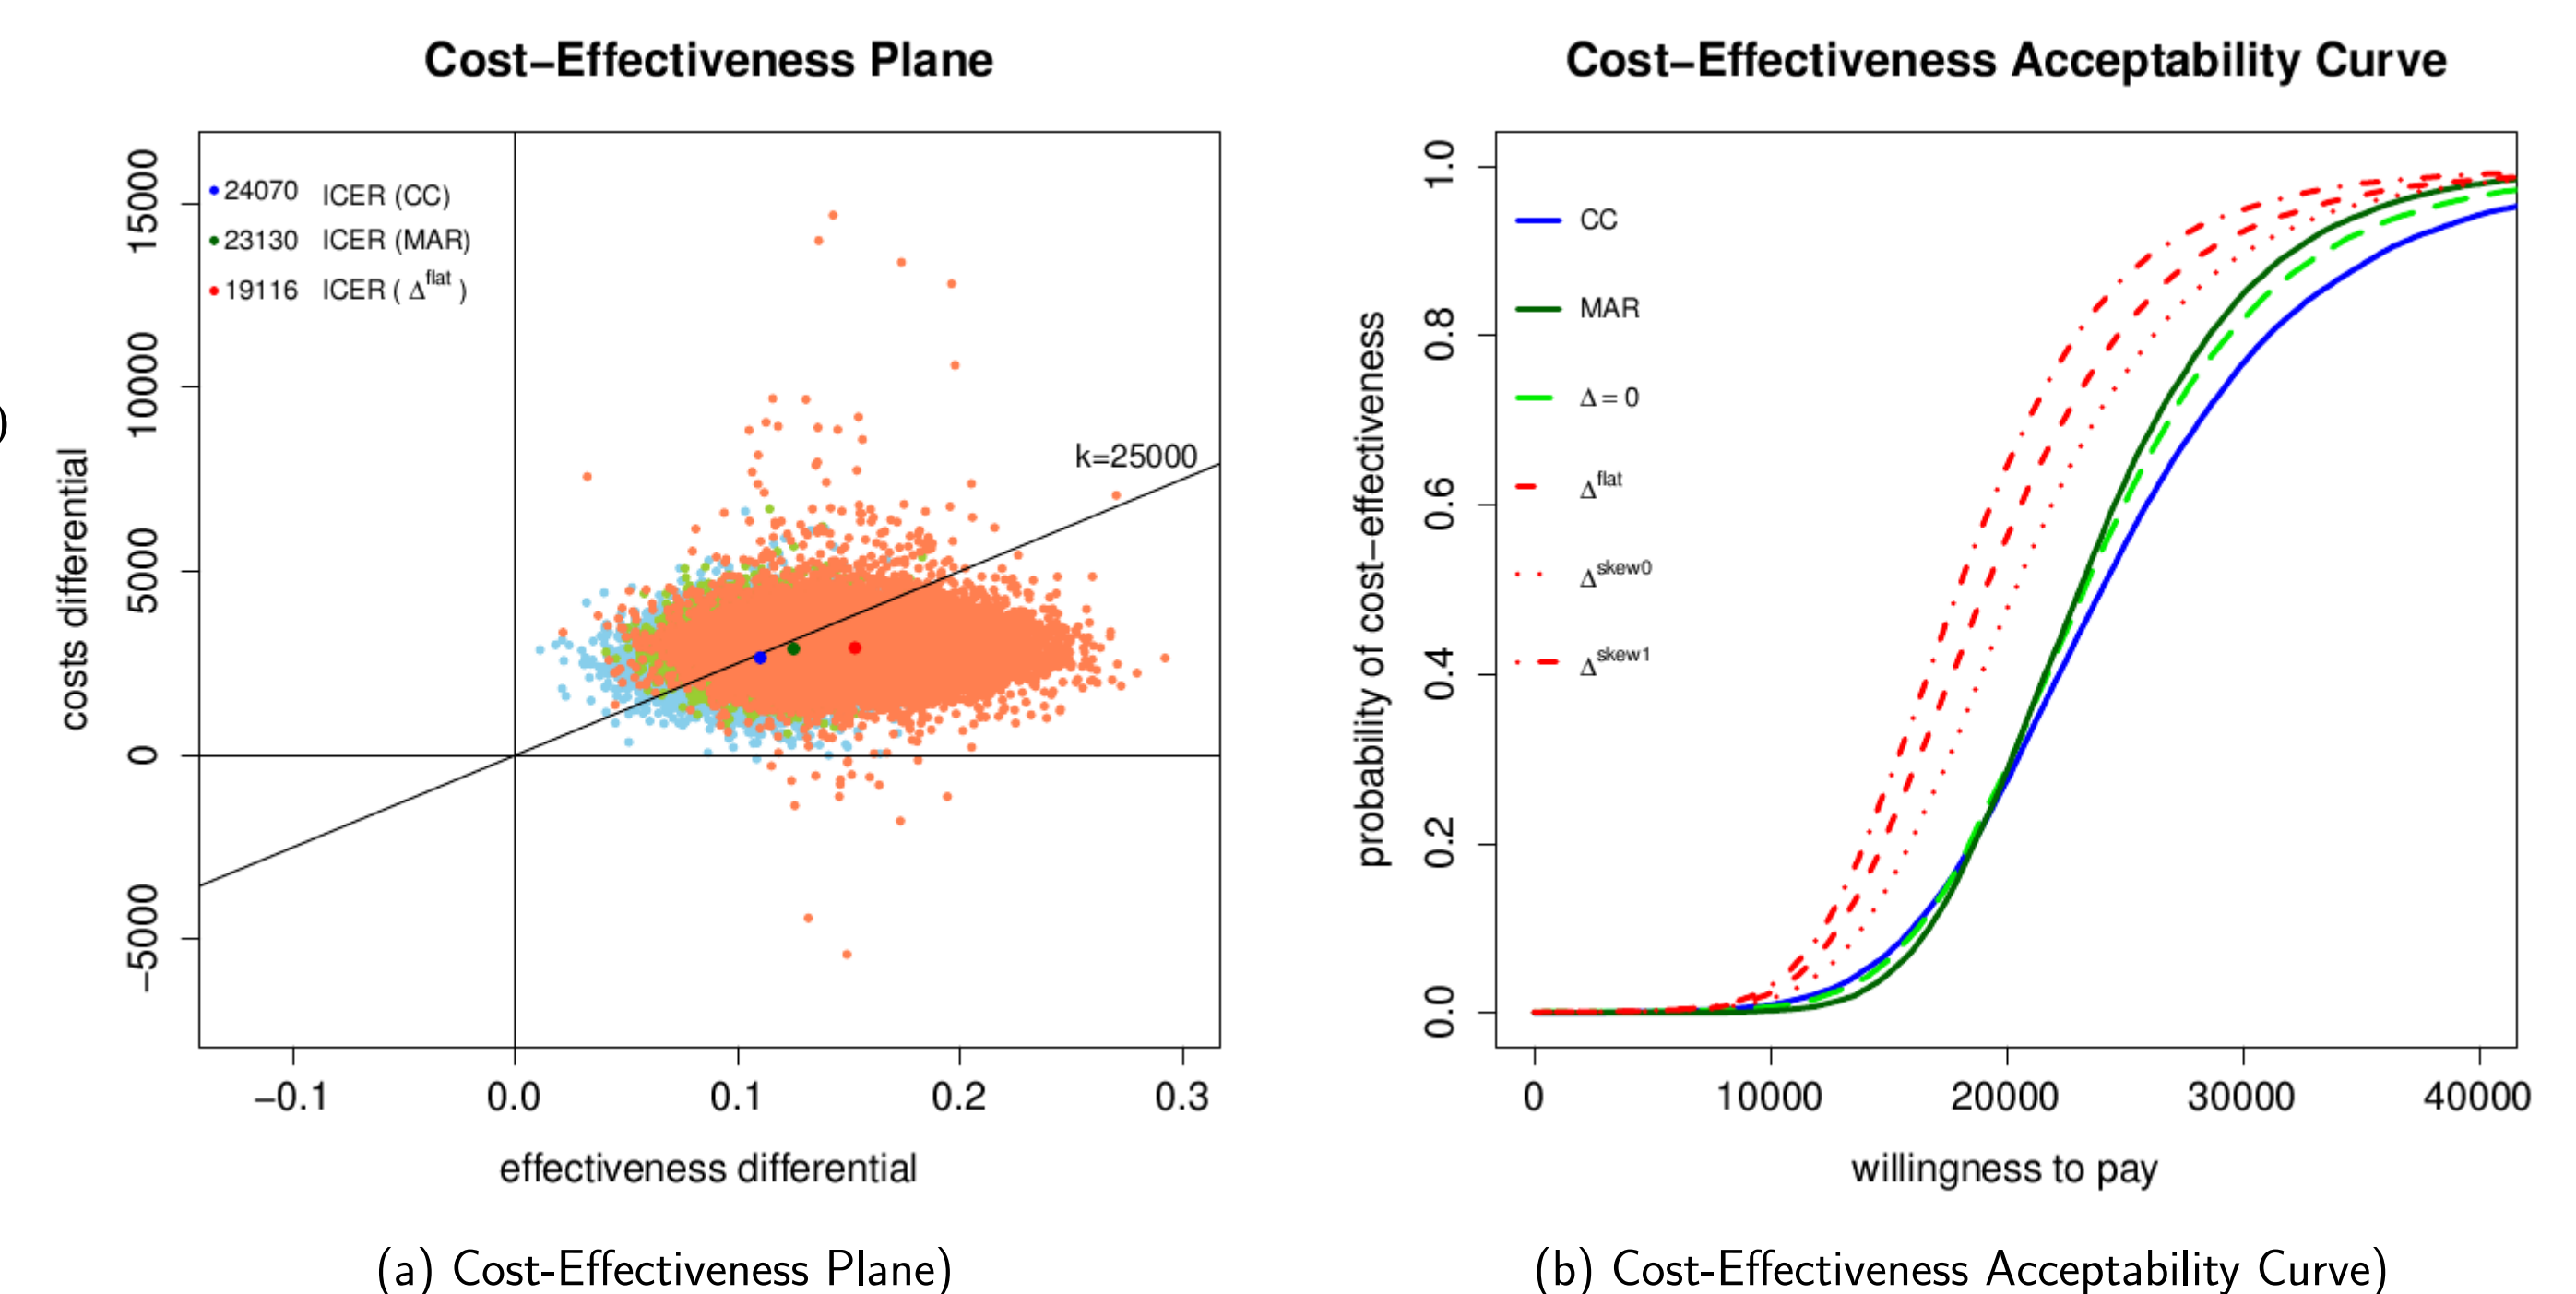 Cost–Effectiveness Plane
)
costs differential
15000
10000
5000
0
−5000
24070 ICER (CC)
23130 ICER (MAR)
19116 ICER ( Δflat )
k=25000
−0.1 0.0 0.1 0.2 0.3
effectiveness differential
(a) Cost-Effectiveness Plane)
Cost–Effectiveness Acceptability Curve
probability of cost–effectiveness
1.0
0.8
0.6
0.4
0.2
0.0
CC
MAR
Δ = 0
Δflat
Δskew0
Δskew1
0 10000 20000 30000 40000
willingness to pay
(b) Cost-Effectiveness Acceptability Curve)